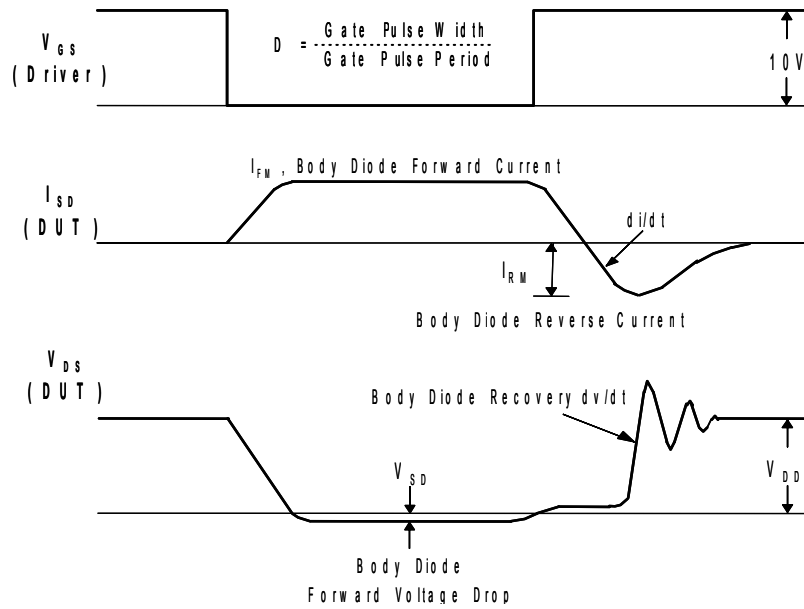 V_GS
(Driver)
D = Gate Pulse Width
Gate Pulse Period
10V
I_FM , Body Diode Forward Current
I_SD
(DUT)
di/dt
I_RM
Body Diode Reverse Current
V_DS
(DUT)
Body Diode Recovery dv/dt
V_SD
V_DD
Body Diode
Forward Voltage Drop